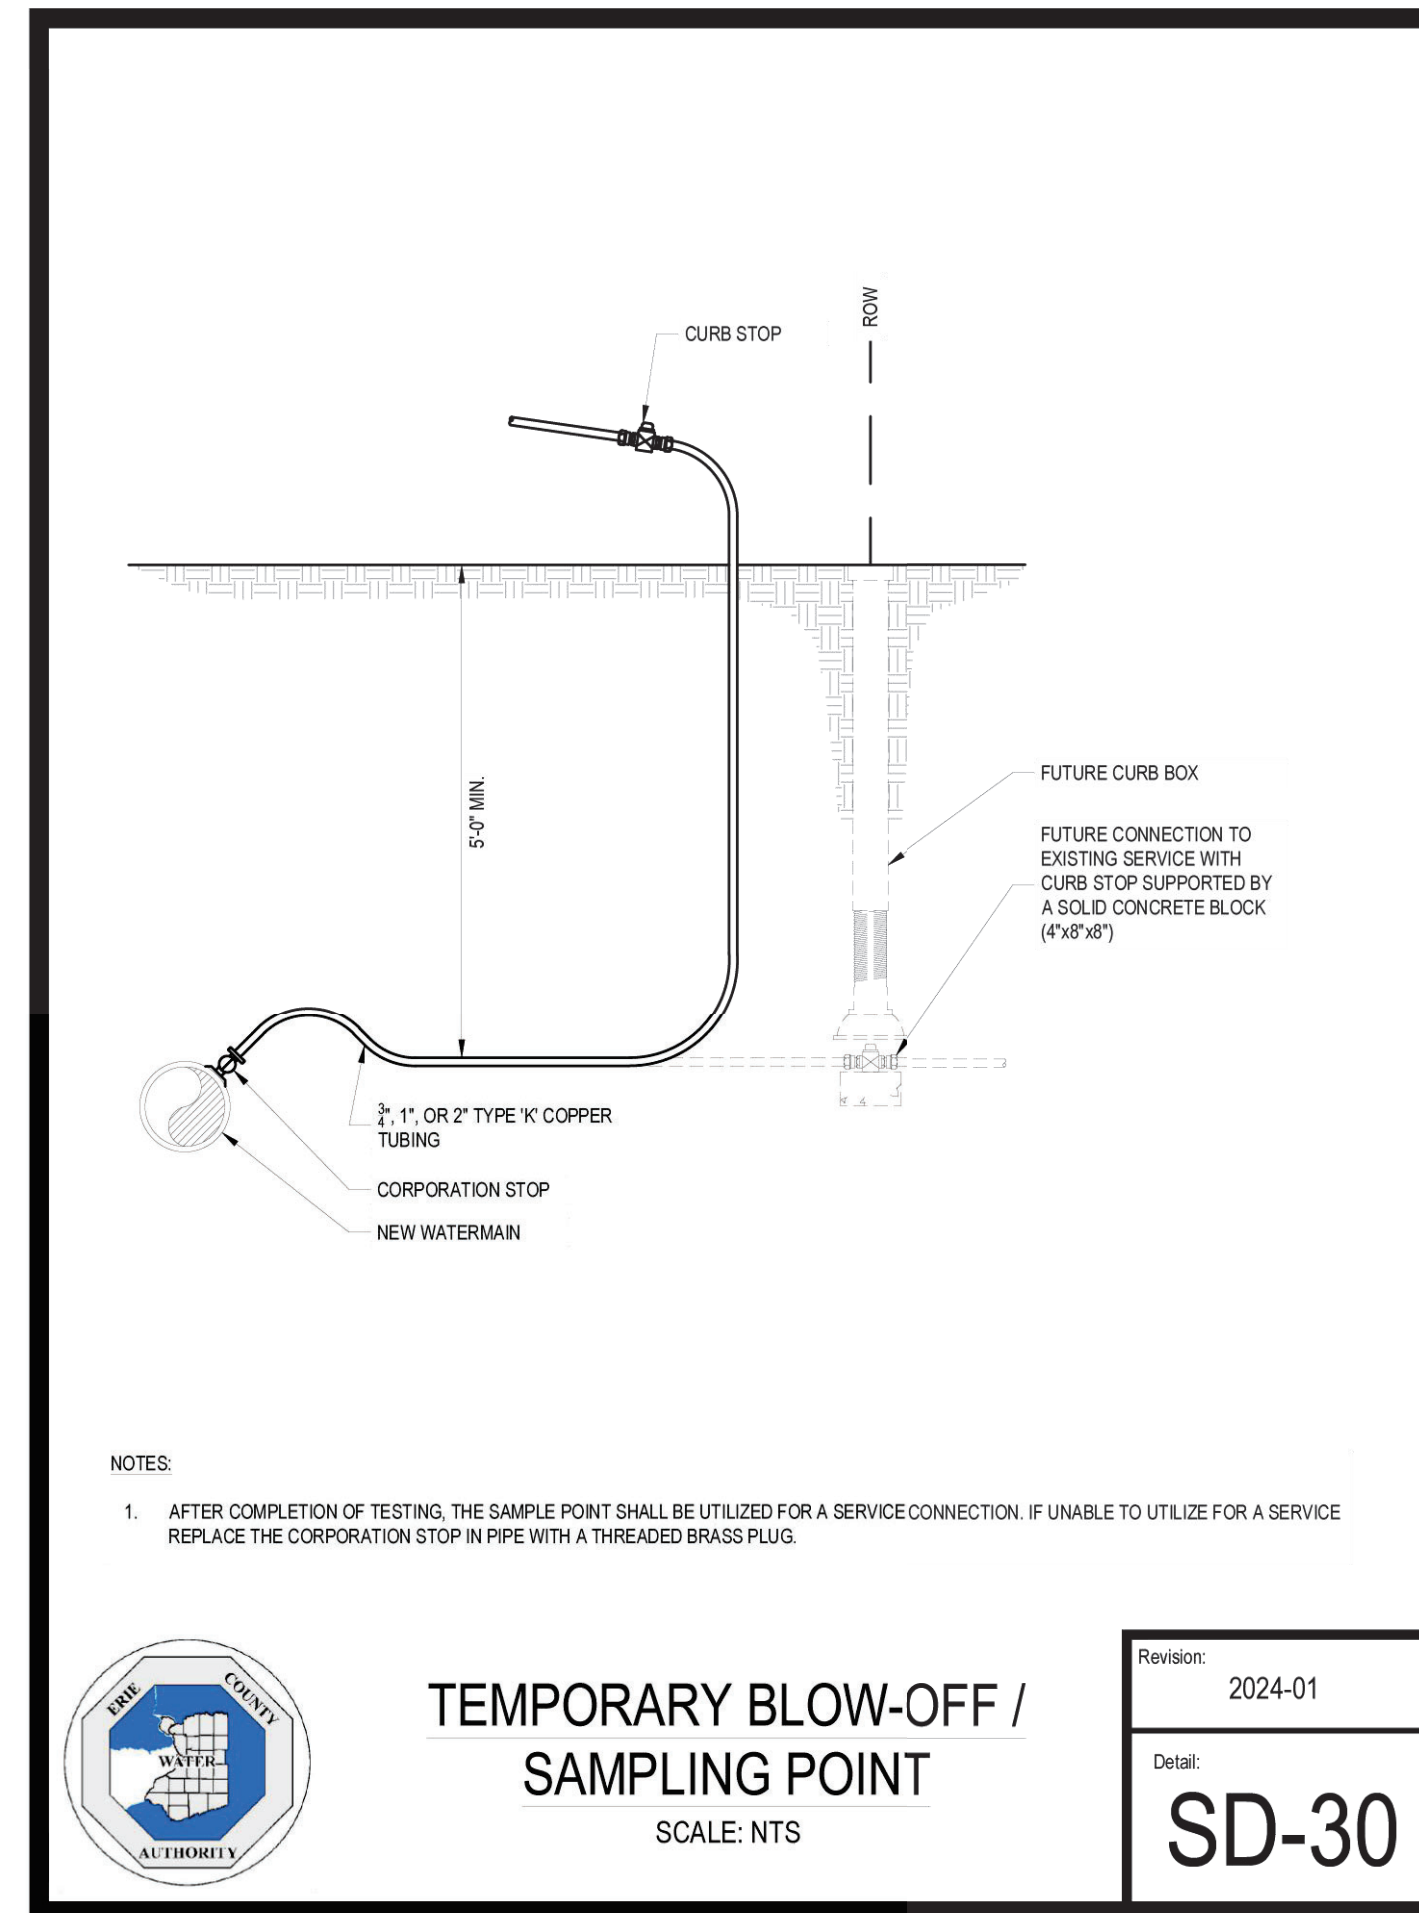 ROW
CURB STOP
5'-0" MIN.
FUTURE CURB BOX
FUTURE CONNECTION TO
EXISTING SERVICE WITH
CURB STOP SUPPORTED BY
A SOLID CONCRETE BLOCK
(4"x8"x8")
3/4", 1", OR 2" TYPE 'K' COPPER
TUBING
CORPORATION STOP
NEW WATERMAIN
NOTES:
1. AFTER COMPLETION OF TESTING, THE SAMPLE POINT SHALL BE UTILIZED FOR A SERVICE CONNECTION. IF UNABLE TO UTILIZE FOR A SERVICE
REPLACE THE CORPORATION STOP IN PIPE WITH A THREADED BRASS PLUG.
ERIE COUNTY
WATER
AUTHORITY
TEMPORARY BLOW-OFF /
SAMPLING POINT
SCALE: NTS
Revision:
2024-01
Detail:
SD-30